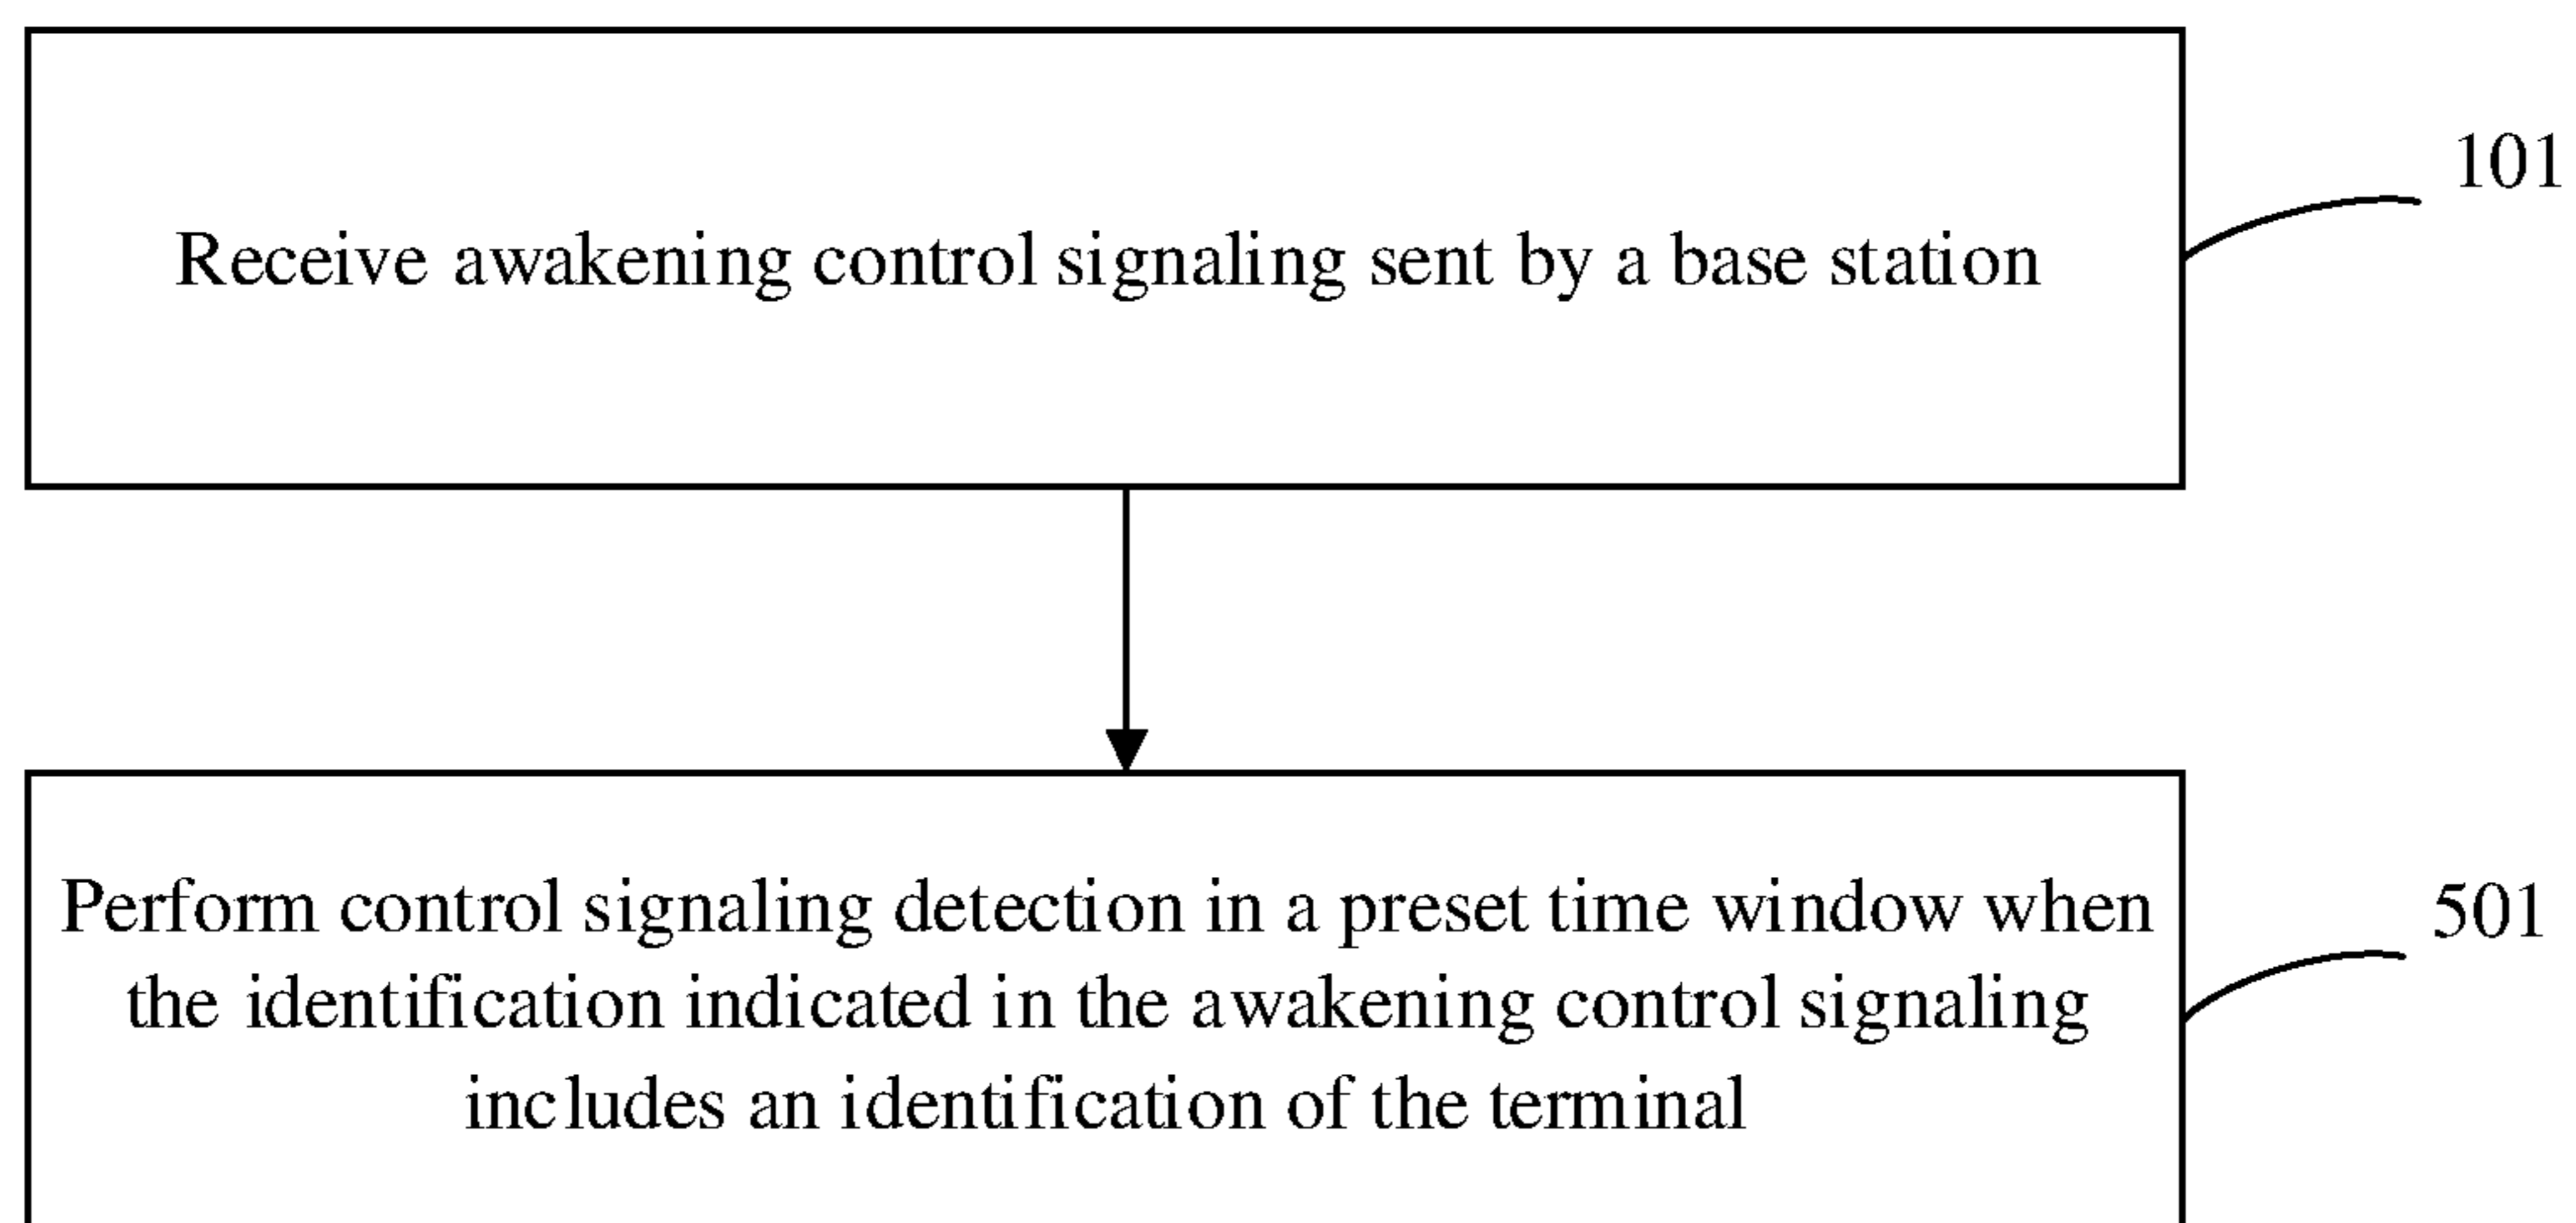 Receive awakening control signaling sent by a base station
101
Perform control signaling detection in a preset time window when
the identification indicated in the awakening control signaling
includes an identification of the terminal
501